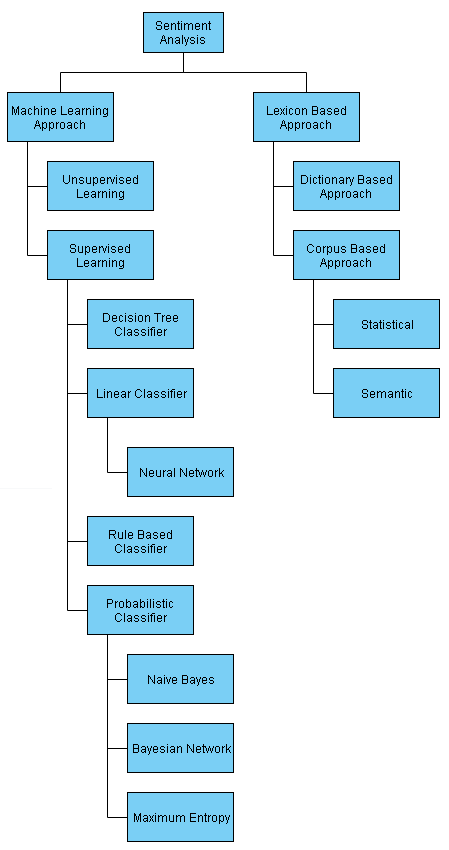 Sentiment
Analysis
Machine Learning
Approach
Unsupervised
Learning
Supervised
Learning
Decision Tree
Classifier
Linear Classifier
Neural Network
Rule Based
Classifier
Probabilistic
Classifier
Naive Bayes
Bayesian Network
Maximum Entropy
Lexicon Based
Approach
Dictionary Based
Approach
Corpus Based
Approach
Statistical
Semantic